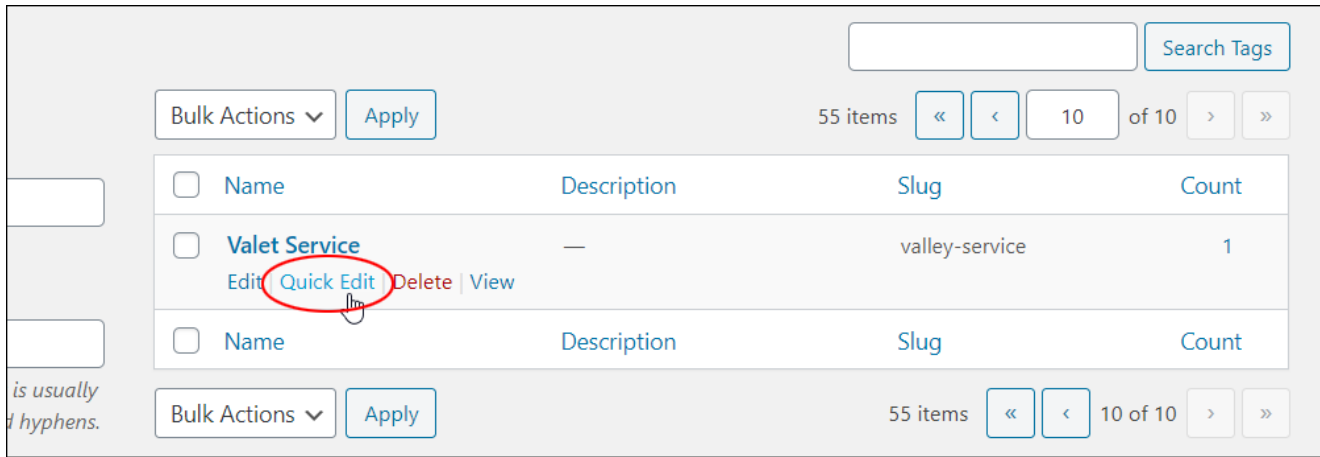 Search Tags
Bulk Actions Apply 55 items « ‹ 10 of 10 › »
Name Description Slug Count
Valet Service — valley-service 1
Edit | Quick Edit | Delete | View
Name Description Slug Count
is usually
d hyphens.
Bulk Actions Apply 55 items « ‹ 10 of 10 › »